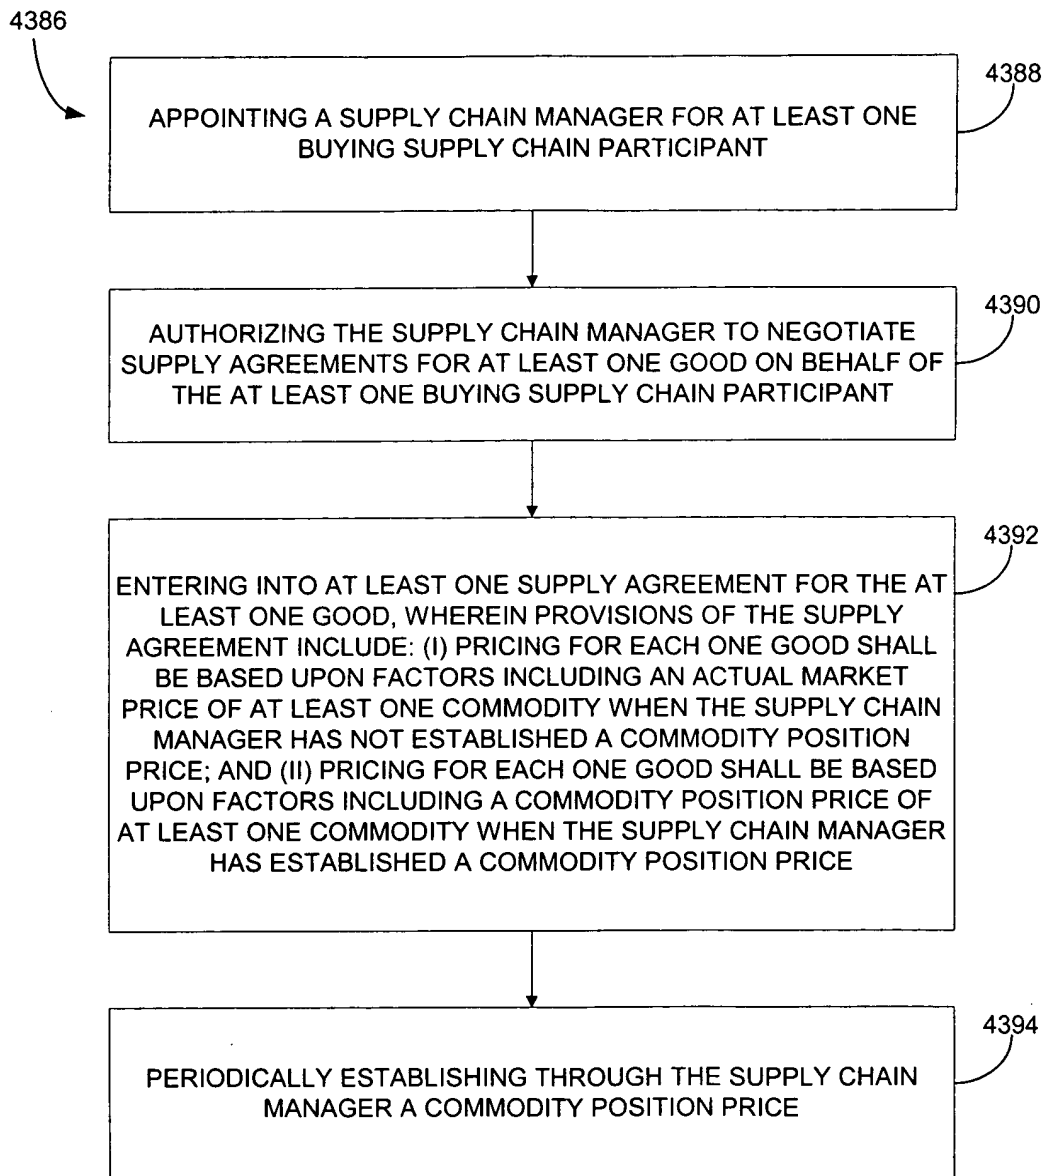 4386
4388
APPOINTING A SUPPLY CHAIN MANAGER FOR AT LEAST ONE
BUYING SUPPLY CHAIN PARTICIPANT
4390
AUTHORIZING THE SUPPLY CHAIN MANAGER TO NEGOTIATE
SUPPLY AGREEMENTS FOR AT LEAST ONE GOOD ON BEHALF OF
THE AT LEAST ONE BUYING SUPPLY CHAIN PARTICIPANT
4392
ENTERING INTO AT LEAST ONE SUPPLY AGREEMENT FOR THE AT
LEAST ONE GOOD, WHEREIN PROVISIONS OF THE SUPPLY
AGREEMENT INCLUDE: (I) PRICING FOR EACH ONE GOOD SHALL
BE BASED UPON FACTORS INCLUDING AN ACTUAL MARKET
PRICE OF AT LEAST ONE COMMODITY WHEN THE SUPPLY CHAIN
MANAGER HAS NOT ESTABLISHED A COMMODITY POSITION
PRICE; AND (II) PRICING FOR EACH ONE GOOD SHALL BE BASED
UPON FACTORS INCLUDING A COMMODITY POSITION PRICE OF
AT LEAST ONE COMMODITY WHEN THE SUPPLY CHAIN MANAGER
HAS ESTABLISHED A COMMODITY POSITION PRICE
4394
PERIODICALLY ESTABLISHING THROUGH THE SUPPLY CHAIN
MANAGER A COMMODITY POSITION PRICE